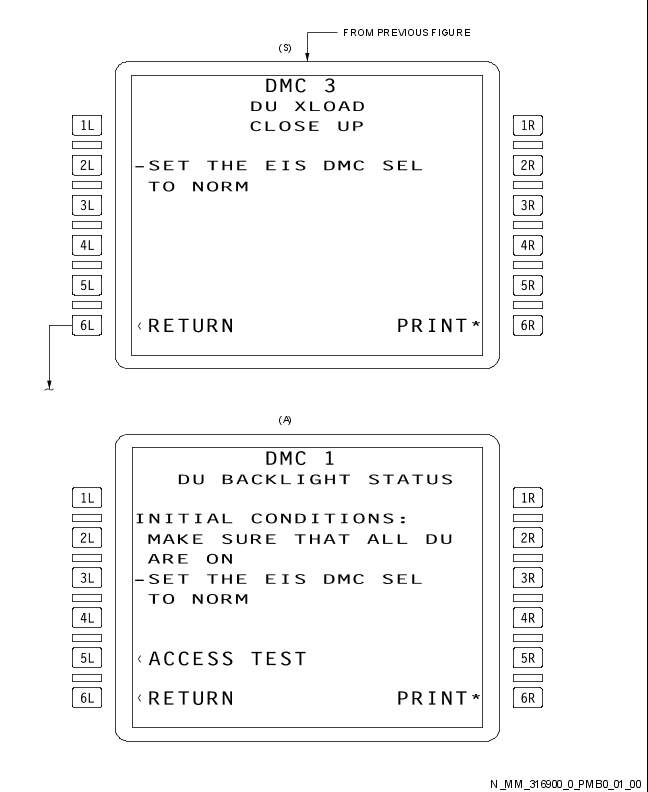 FROM PREVIOUS FIGURE
(S)
DMC 3
DU XLOAD
1L CLOSE UP 1R
2L -SET THE EIS DMC SEL 2R
TO NORM
3L 3R
4L 4R
5L 5R
6L <RETURN PRINT* 6R
(A)
DMC 1
DU BACKLIGHT STATUS
1L 1R
INITIAL CONDITIONS:
2L MAKE SURE THAT ALL DU 2R
ARE ON
3L -SET THE EIS DMC SEL 3R
TO NORM
4L 4R
5L <ACCESS TEST 5R
6L <RETURN PRINT* 6R
N_MM_316900_0_PMB0_01_00